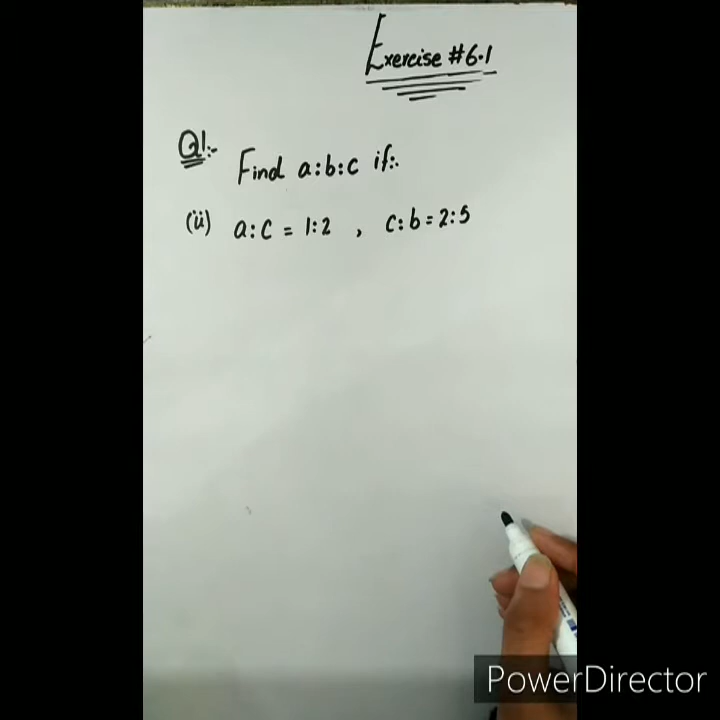 Exercise #6.1
Q1:- Find a:b:c if:-
(ii) a:c = 1:2 , c:b = 2:5
PowerDirector